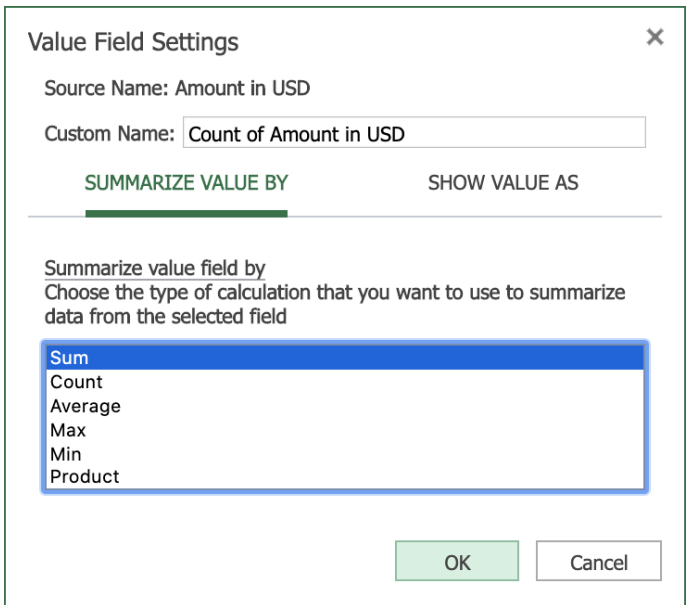 Value Field Settings
Source Name: Amount in USD
Custom Name: Count of Amount in USD
SUMMARIZE VALUE BY SHOW VALUE AS
Summarize value field by
Choose the type of calculation that you want to use to summarize
data from the selected field
Sum
Count
Average
Max
Min
Product
OK Cancel